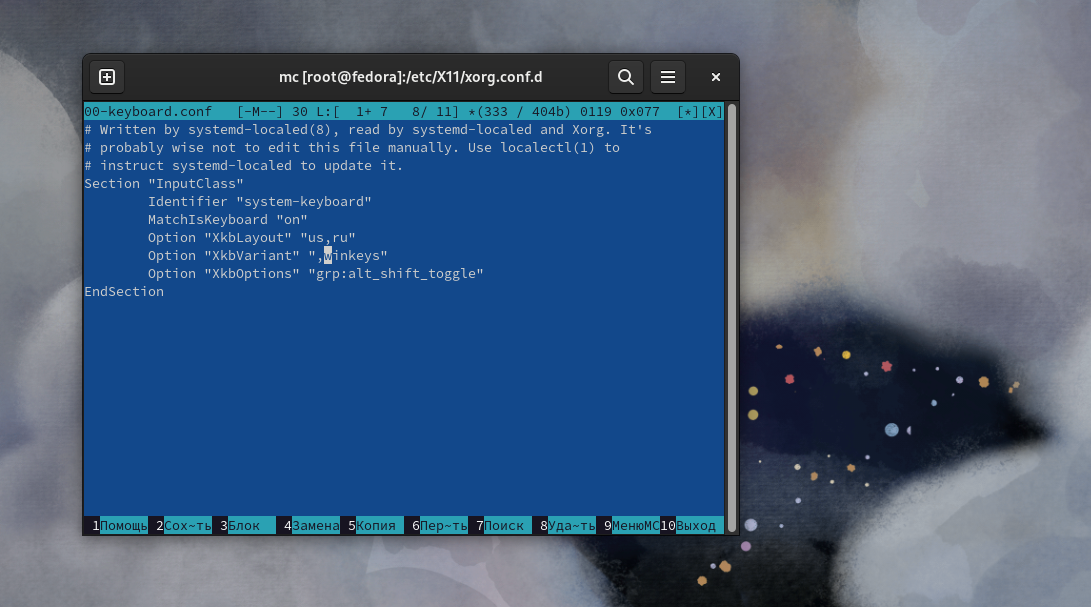 mc [root@fedora]:/etc/X11/xorg.conf.d
00-keyboard.conf   [-M--] 30 L:[  1+ 7   8/ 11] *(333 / 404b) 0119 0x077  [*][X]
# Written by systemd-localed(8), read by systemd-localed and Xorg. It's
# probably wise not to edit this file manually. Use localectl(1) to
# instruct systemd-localed to update it.
Section "InputClass"
        Identifier "system-keyboard"
        MatchIsKeyboard "on"
        Option "XkbLayout" "us,ru"
        Option "XkbVariant" ",winkeys"
        Option "XkbOptions" "grp:alt_shift_toggle"
EndSection
1Помощь 2Сох~ть 3Блок 4Замена 5Копия 6Пер~ть 7Поиск 8Уда~ть 9МенюMC 10Выход